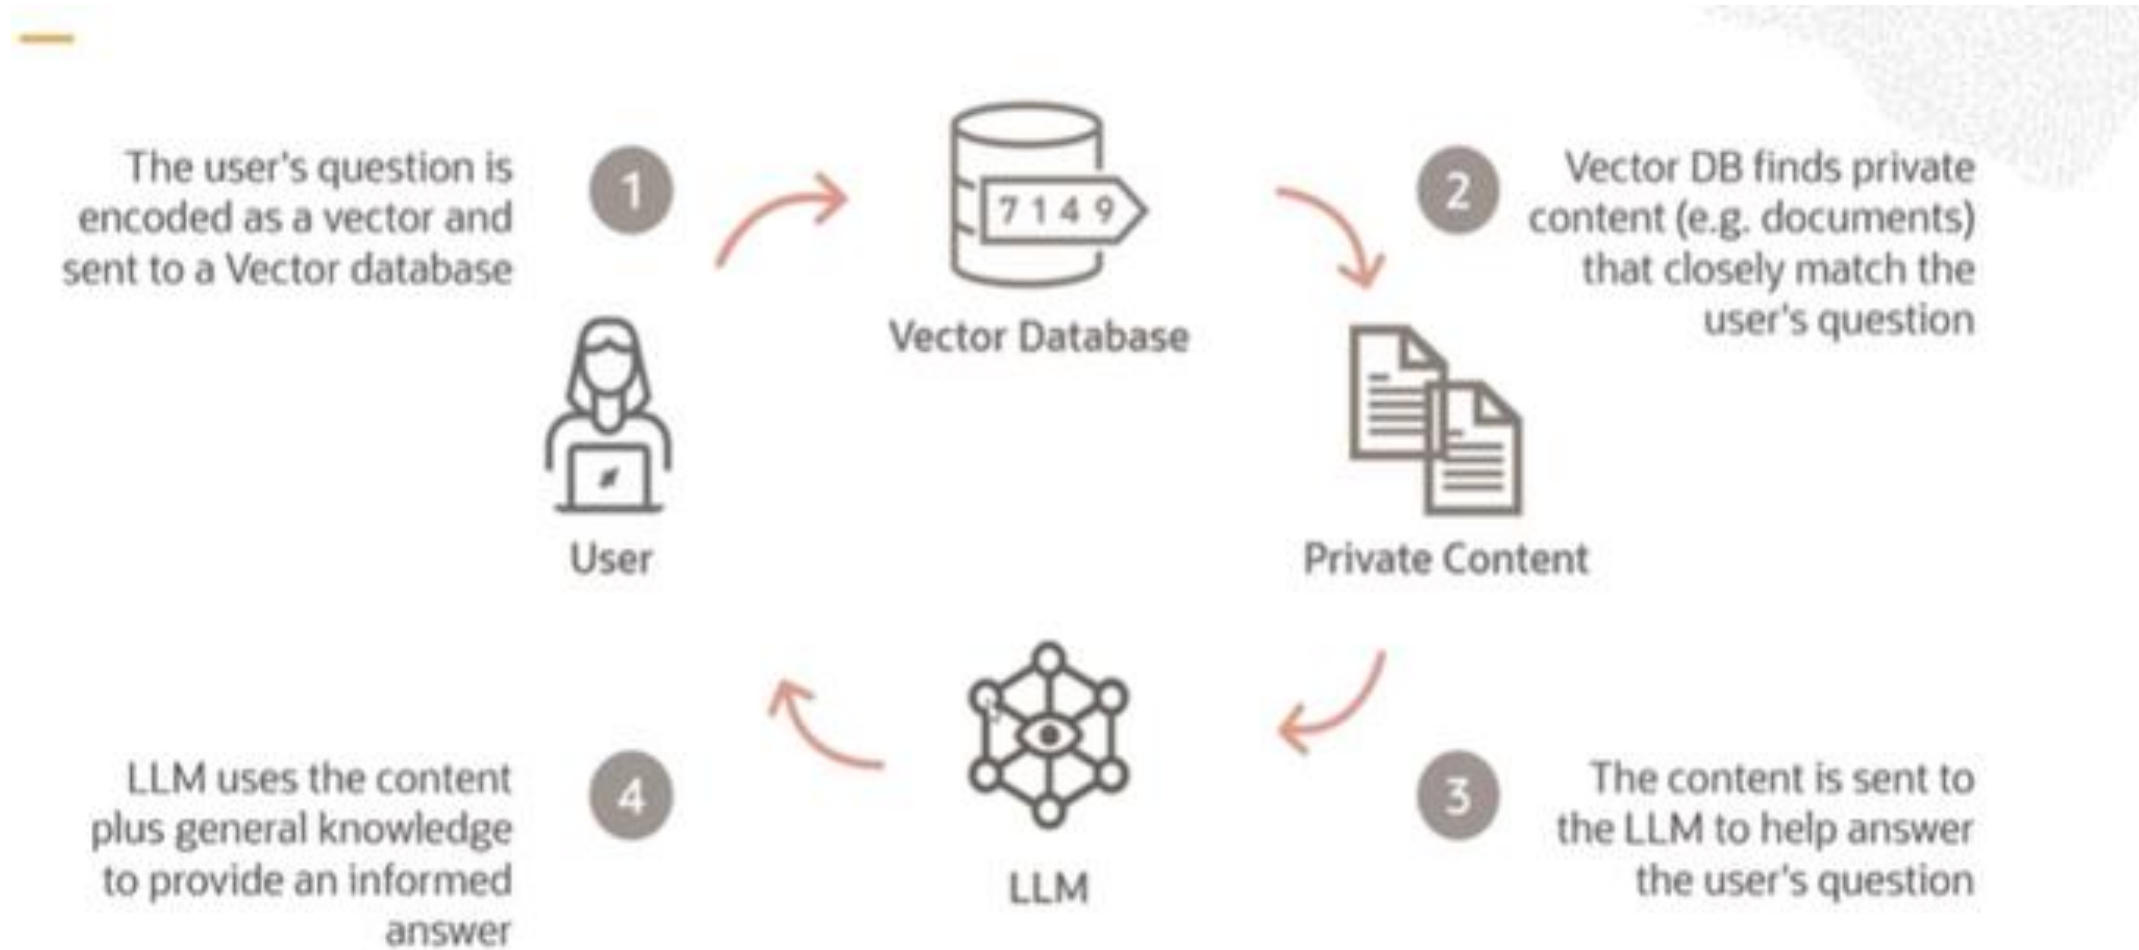 The user's question is
encoded as a vector and
sent to a Vector database
1
7 1 4 9
Vector Database
2
Vector DB finds private
content (e.g. documents)
that closely match the
user's question
User
Private Content
LLM uses the content
plus general knowledge
to provide an informed
answer
4
LLM
3
The content is sent to
the LLM to help answer
the user's question